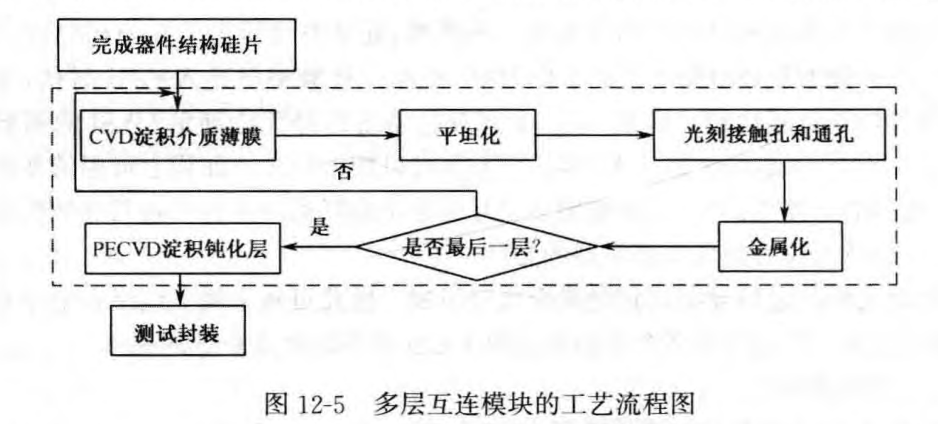 完成器件结构硅片
CVD淀积介质薄膜
平坦化
光刻接触孔和通孔
否
是
PECVD淀积钝化层
是否最后一层？
金属化
测试封装
图 12-5 多层互连模块的工艺流程图